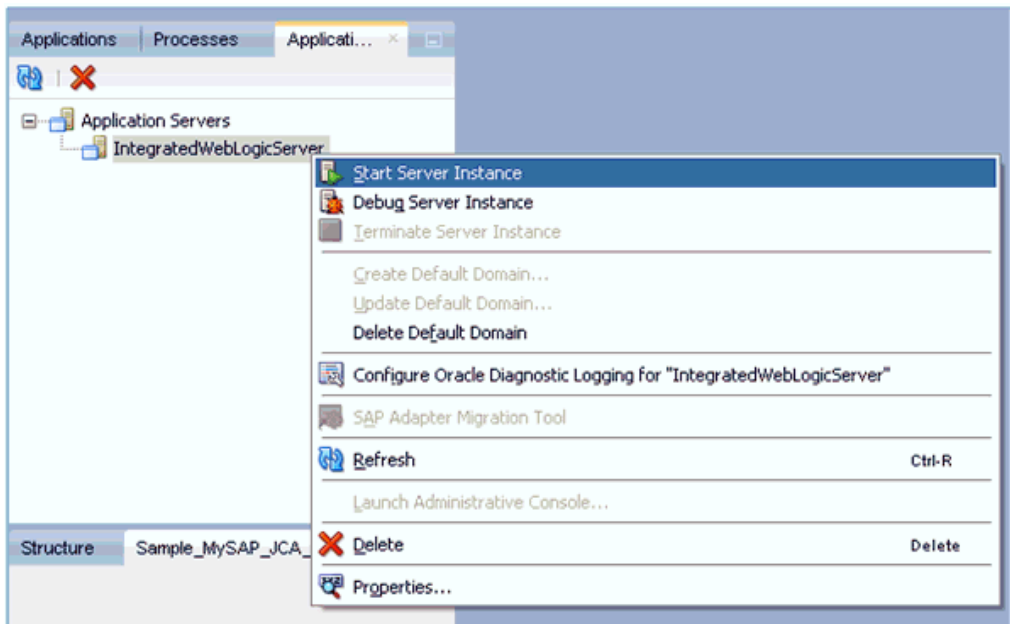 Applications Processes Applicati...
Application Servers
IntegratedWebLogicServer
Start Server Instance
Debug Server Instance
Terminate Server Instance
Create Default Domain...
Update Default Domain...
Delete Default Domain
Configure Oracle Diagnostic Logging for "IntegratedWebLogicServer"
SAP Adapter Migration Tool
Refresh Ctrl-R
Launch Administrative Console...
Structure Sample_MySAP_JCA_ Delete Delete
Properties...